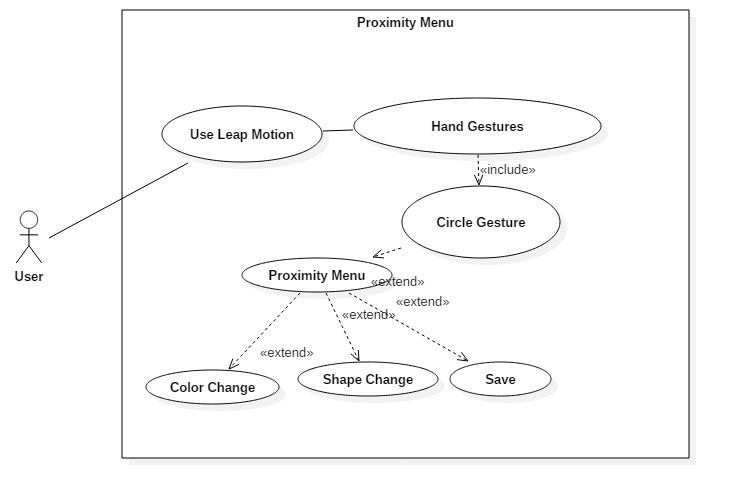 Proximity Menu
Use Leap Motion
Hand Gestures
«include»
Circle Gesture
User
Proximity Menu
«extend»
«extend»
«extend»
«extend»
Color Change
Shape Change
Save